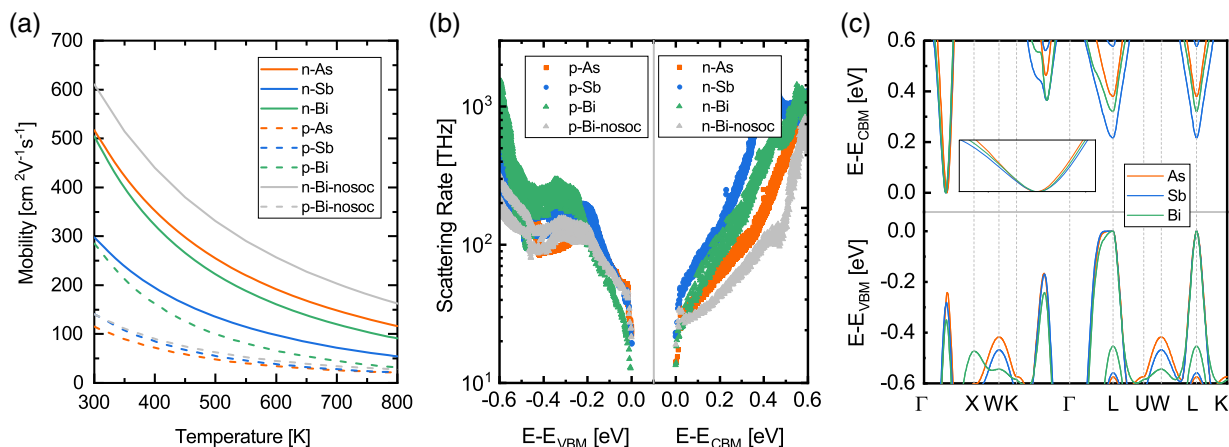 (a)
700
600
500
400
300
200
100
0
Mobility [cm²V⁻¹s⁻¹]
n-As
n-Sb
n-Bi
p-As
p-Sb
p-Bi
n-Bi-nosoc
p-Bi-nosoc
300 400 500 600 700 800
Temperature [K]
(b)
Scattering Rate [THz]
10³
10²
10¹
p-As
p-Sb
p-Bi
p-Bi-nosoc
n-As
n-Sb
n-Bi
n-Bi-nosoc
-0.6 -0.4 -0.2 0.0 0.0 0.2 0.4 0.6
E-E_VBM [eV] E-E_CBM [eV]
(c)
E-E_CBM [eV]
0.6
0.4
0.2
0.0
As
Sb
Bi
E-E_VBM [eV]
0.0
-0.2
-0.4
-0.6
Γ X W K Γ L U W L K